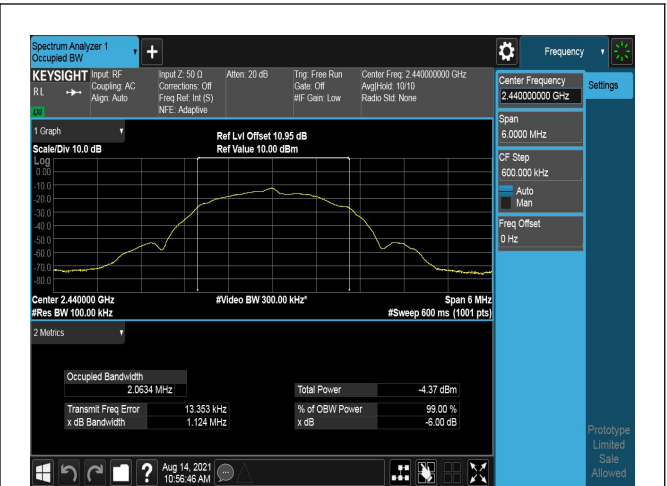 Spectrum Analyzer 1
Occupied BW
Frequency
KEYSIGHT
Input: RF
Input Z: 50 Ω
Atten: 20 dB
Trig: Free Run
Center Freq: 2.440000000 GHz
RL
Coupling: AC
Corrections: Off
Gate: Off
Avg|Hold: 10/10
Align: Auto
Freq Ref: Int (S)
#IF Gain: Low
Radio Std: None
NFE: Adaptive
Center Frequency
2.440000000 GHz
Settings
Span
6.0000 MHz
CF Step
600.000 kHz
Auto
Man
Freq Offset
0 Hz
1 Graph
Ref Lvl Offset 10.95 dB
Scale/Div 10.0 dB
Ref Value 10.00 dBm
Log
0.00
-10.0
-20.0
-30.0
-40.0
-50.0
-60.0
-70.0
-80.0
Center 2.440000 GHz
#Video BW 300.00 kHz*
Span 6 MHz
#Res BW 100.00 kHz
#Sweep 600 ms (1001 pts)
2 Metrics
Occupied Bandwidth
2.0634 MHz
Total Power
-4.37 dBm
Transmit Freq Error
13.353 kHz
% of OBW Power
99.00 %
x dB Bandwidth
1.124 MHz
x dB
-6.00 dB
Prototype
Limited
Sale
Allowed
Aug 14, 2021
10:56:46 AM